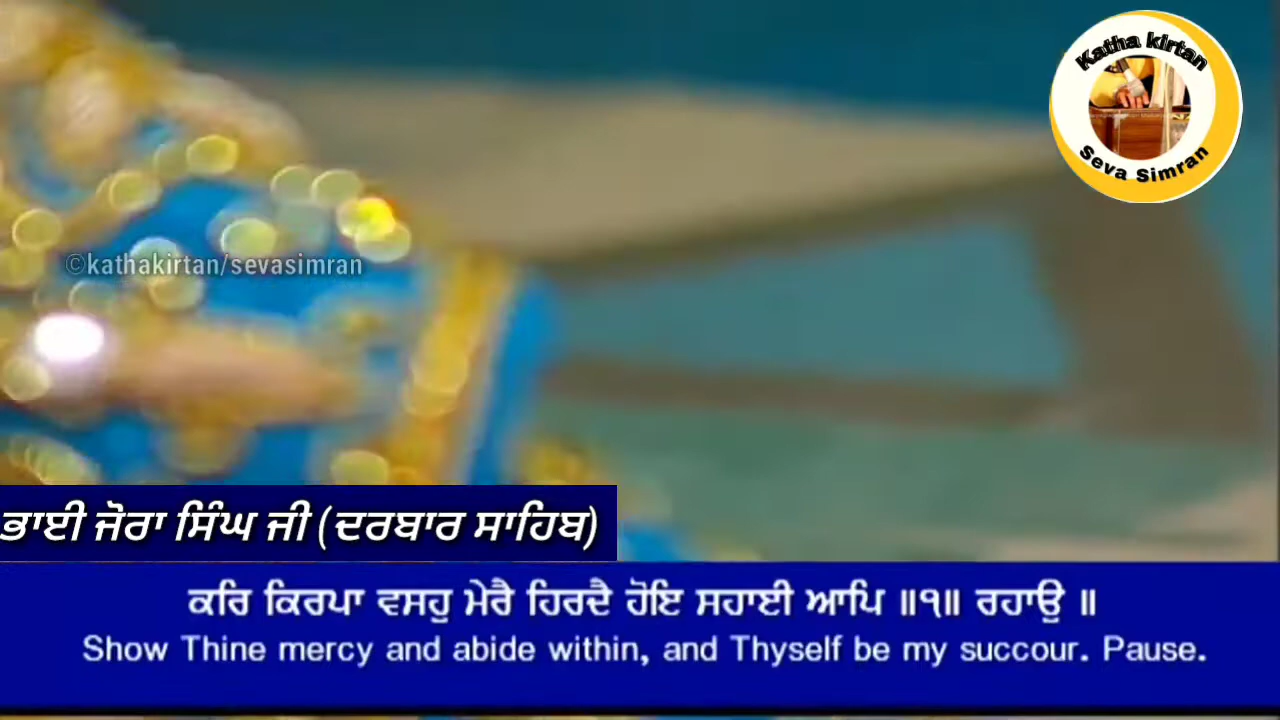 Katha kirtan
Seva Simran
©kathakirtan/sevasimran
ਭਾਈ ਜੋਰਾ ਸਿੰਘ ਜੀ (ਦਰਬਾਰ ਸਾਹਿਬ)
ਕਰਿ ਕਿਰਪਾ ਵਸਹੁ ਮੇਰੈ ਹਿਰਦੈ ਹੋਇ ਸਹਾਈ ਆਪਿ ॥੧॥ ਰਹਾਉ ॥
Show Thine mercy and abide within, and Thyself be my succour. Pause.